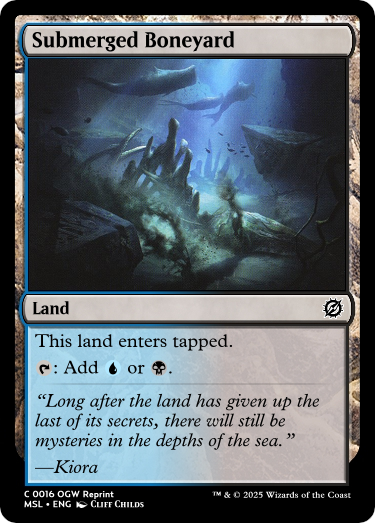 Submerged Boneyard
Land
This land enters tapped.
: Add or .
“Long after the land has given up the
last of its secrets, there will still be
mysteries in the depths of the sea.”
—Kiora
C 0016 OGW Reprint
MSL • ENG Cliff Childs
™ & © 2025 Wizards of the Coast